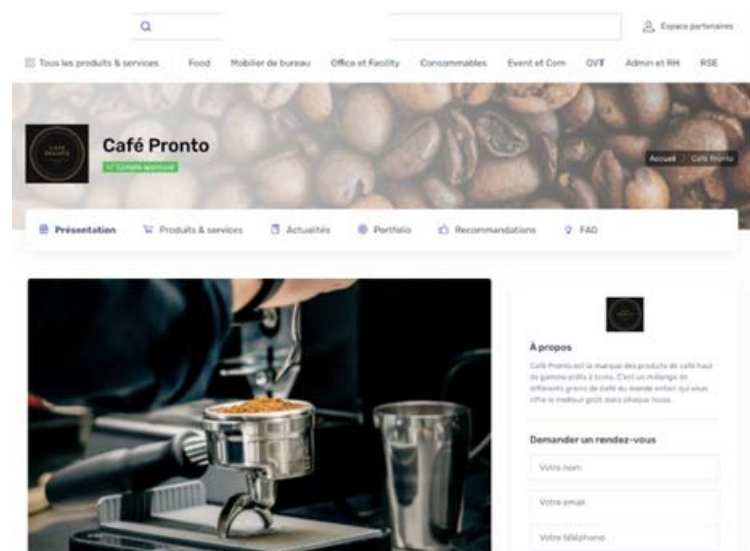 Espace partenaires
Tous les produits & services Food Mobilier de bureau Office et Facility Consommables Event et Com QVT Admin et RH RSE
CAFÉ
PRONTO
Café Pronto
Compte approuvé
Accueil / Café Pronto
Présentation Produits & services Actualités Portfolio Recommandations FAQ
À propos
Café Pronto est la marque des produits de café haut
de gamme prêts à boire. C'est un mélange de
différents grains de café du monde entier, qui vous
offre le meilleur goût dans chaque tasse.
Demander un rendez-vous
Votre nom
Votre email
Votre téléphone